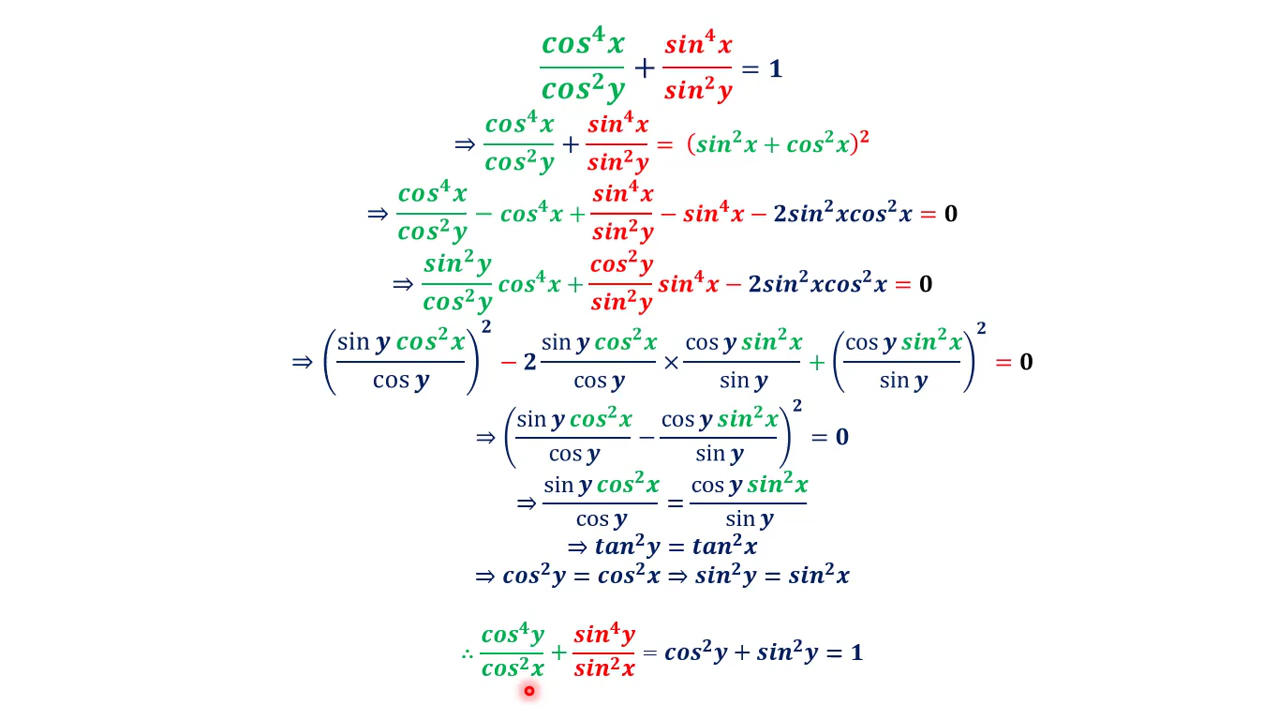 cos⁴x/cos²y + sin⁴x/sin²y = 1
⇒ cos⁴x/cos²y + sin⁴x/sin²y = (sin²x + cos²x)²
⇒ cos⁴x/cos²y − cos⁴x + sin⁴x/sin²y − sin⁴x − 2sin²xcos²x = 0
⇒ sin²y/cos²y cos⁴x + cos²y/sin²y sin⁴x − 2sin²xcos²x = 0
⇒ (sin y cos²x/cos y)² − 2 sin y cos²x/cos y × cos y sin²x/sin y + (cos y sin²x/sin y)² = 0
⇒ (sin y cos²x/cos y − cos y sin²x/sin y)² = 0
⇒ sin y cos²x/cos y = cos y sin²x/sin y
⇒ tan²y = tan²x
⇒ cos²y = cos²x ⇒ sin²y = sin²x
∴ cos⁴y/cos²x + sin⁴y/sin²x = cos²y + sin²y = 1